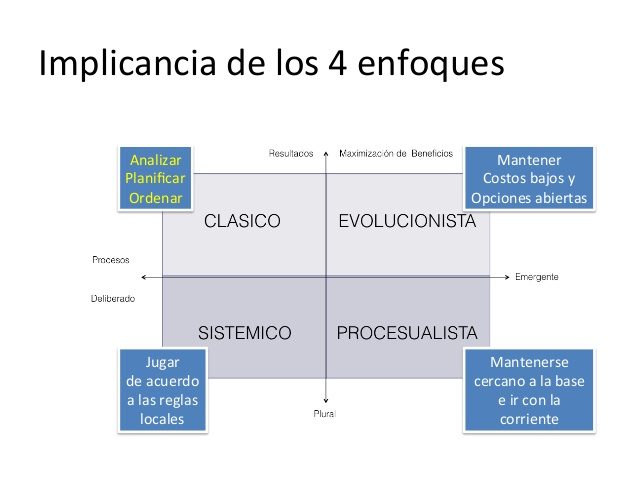 Implicancia de los 4 enfoques
Analizar
Planificar
Ordenar
Resultados
Maximización de Beneficios
Mantener
Costos bajos y
Opciones abiertas
CLASICO
EVOLUCIONISTA
Procesos
Emergente
Deliberado
SISTEMICO
PROCESUALISTA
Jugar
de acuerdo
a las reglas
locales
Plural
Mantenerse
cercano a la base
e ir con la
corriente